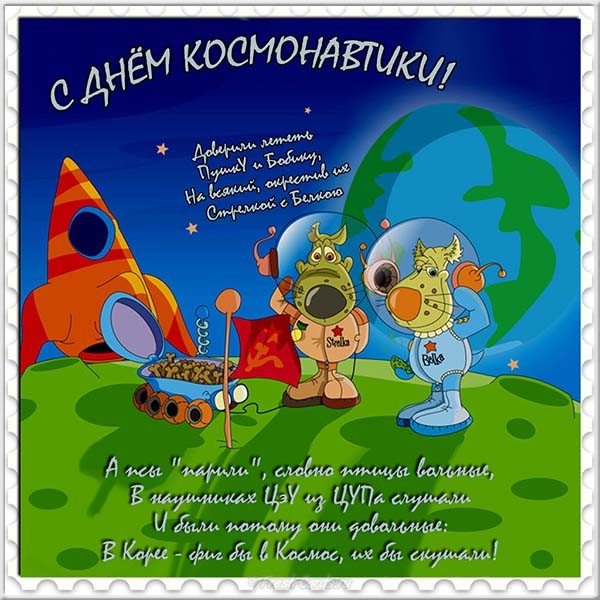 С ДНЁМ КОСМОНАВТИКИ!
Доверили лететь
ПушкУ и Бобику,
На всякий, окрестив их
Стрелкой с Белкою
Strelka
Belka
А псы "парили", словно птицы вольные,
В наушниках ЦэУ из ЦУПа слушали
И были потому они довольные:
В Корее - фиг бы в Космос, их бы скушали!